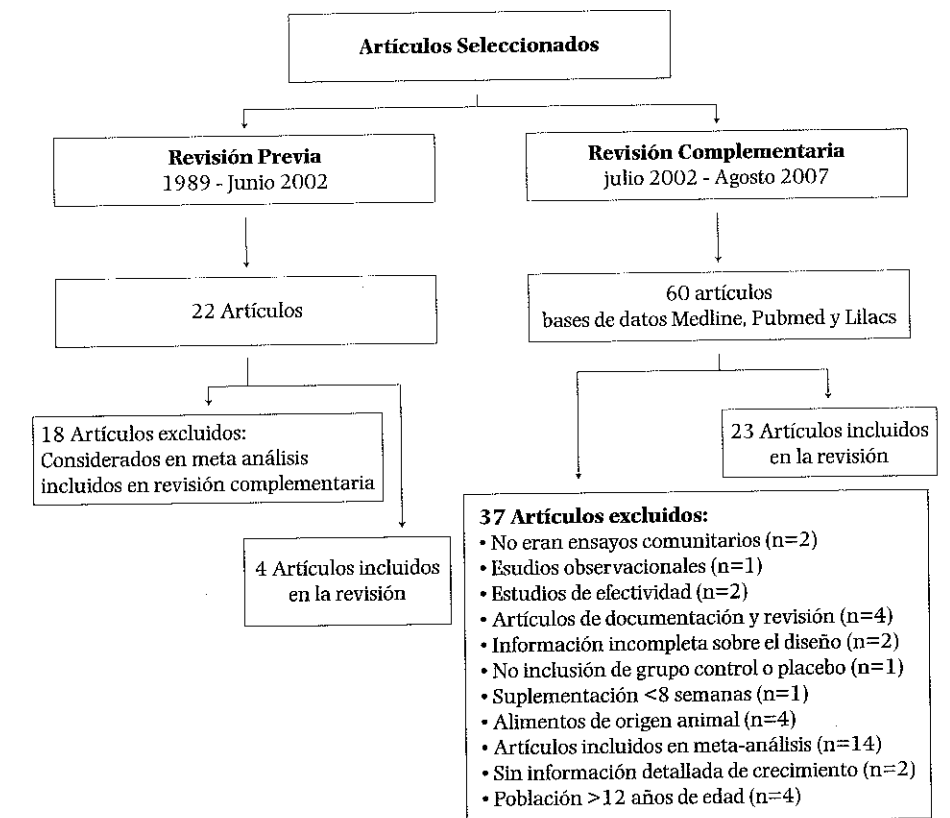 Artículos Seleccionados
Revisión Previa
1989 - Junio 2002
Revisión Complementaria
julio 2002 - Agosto 2007
22 Artículos
60 artículos
bases de datos Medline, Pubmed y Lilacs
18 Artículos excluidos:
Considerados en meta análisis
incluidos en revisión complementaria
4 Artículos incluidos
en la revisión
23 Artículos incluidos
en la revisión
37 Artículos excluidos:
• No eran ensayos comunitarios (n=2)
• Esudios observacionales (n=1)
• Estudios de efectividad (n=2)
• Artículos de documentación y revisión (n=4)
• Información incompleta sobre el diseño (n=2)
• No inclusión de grupo control o placebo (n=1)
• Suplementación <8 semanas (n=1)
• Alimentos de origen animal (n=4)
• Artículos incluidos en meta-análisis (n=14)
• Sin información detallada de crecimiento (n=2)
• Población >12 años de edad (n=4)